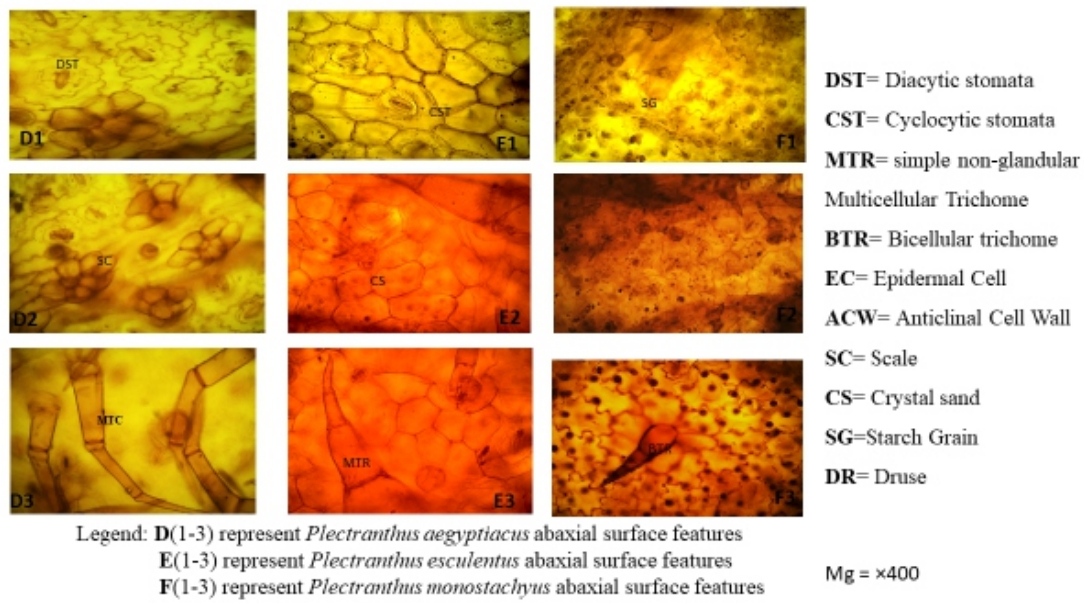 DST
D1
CST
E1
SG
F1
SC
D2
CS
E2
F2
MTC
D3
MTR
E3
BTR
F3
DST= Diacytic stomata
CST= Cyclocytic stomata
MTR= simple non-glandular
Multicellular Trichome
BTR= Bicellular trichome
EC= Epidermal Cell
ACW= Anticlinal Cell Wall
SC= Scale
CS= Crystal sand
SG=Starch Grain
DR= Druse
Legend: D(1-3) represent Plectranthus aegyptiacus abaxial surface features
E(1-3) represent Plectranthus esculentus abaxial surface features
F(1-3) represent Plectranthus monostachyus abaxial surface features
Mg = ×400